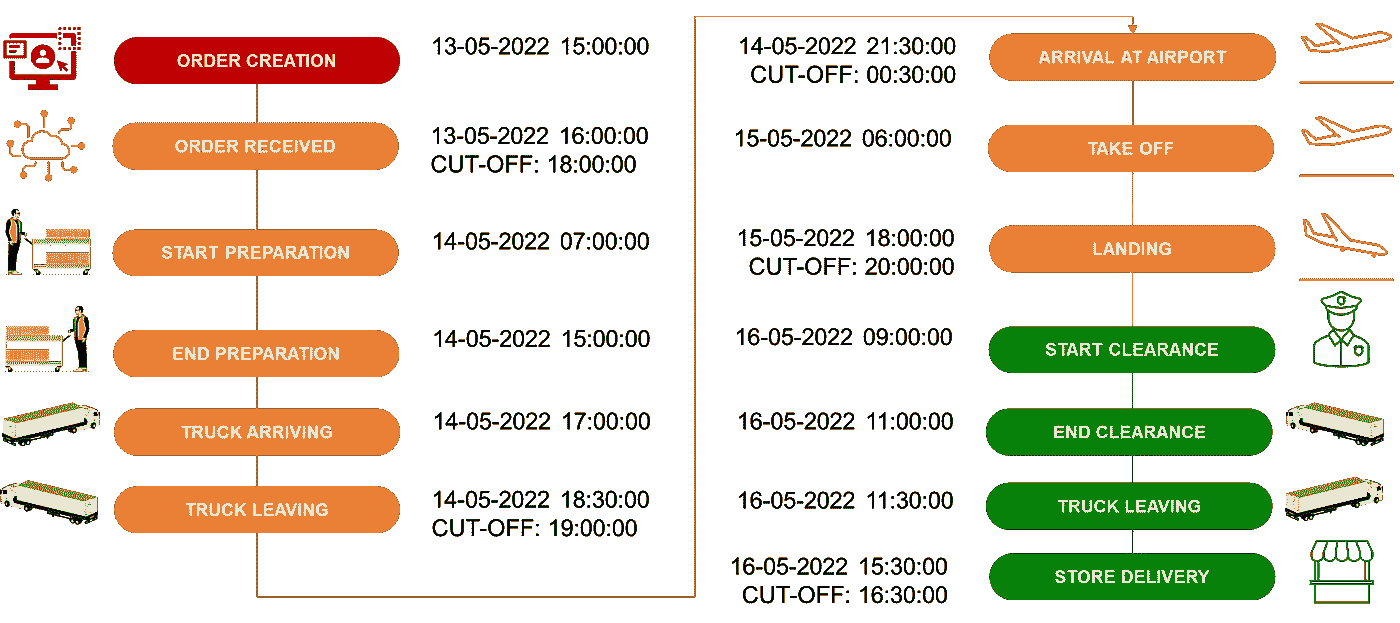 ORDER CREATION
13-05-2022 15:00:00
ORDER RECEIVED
13-05-2022 16:00:00
CUT-OFF: 18:00:00
START PREPARATION
14-05-2022 07:00:00
END PREPARATION
14-05-2022 15:00:00
TRUCK ARRIVING
14-05-2022 17:00:00
TRUCK LEAVING
14-05-2022 18:30:00
CUT-OFF: 19:00:00
14-05-2022 21:30:00
CUT-OFF: 00:30:00
ARRIVAL AT AIRPORT
15-05-2022 06:00:00
TAKE OFF
15-05-2022 18:00:00
CUT-OFF: 20:00:00
LANDING
16-05-2022 09:00:00
START CLEARANCE
16-05-2022 11:00:00
END CLEARANCE
16-05-2022 11:30:00
TRUCK LEAVING
16-05-2022 15:30:00
CUT-OFF: 16:30:00
STORE DELIVERY